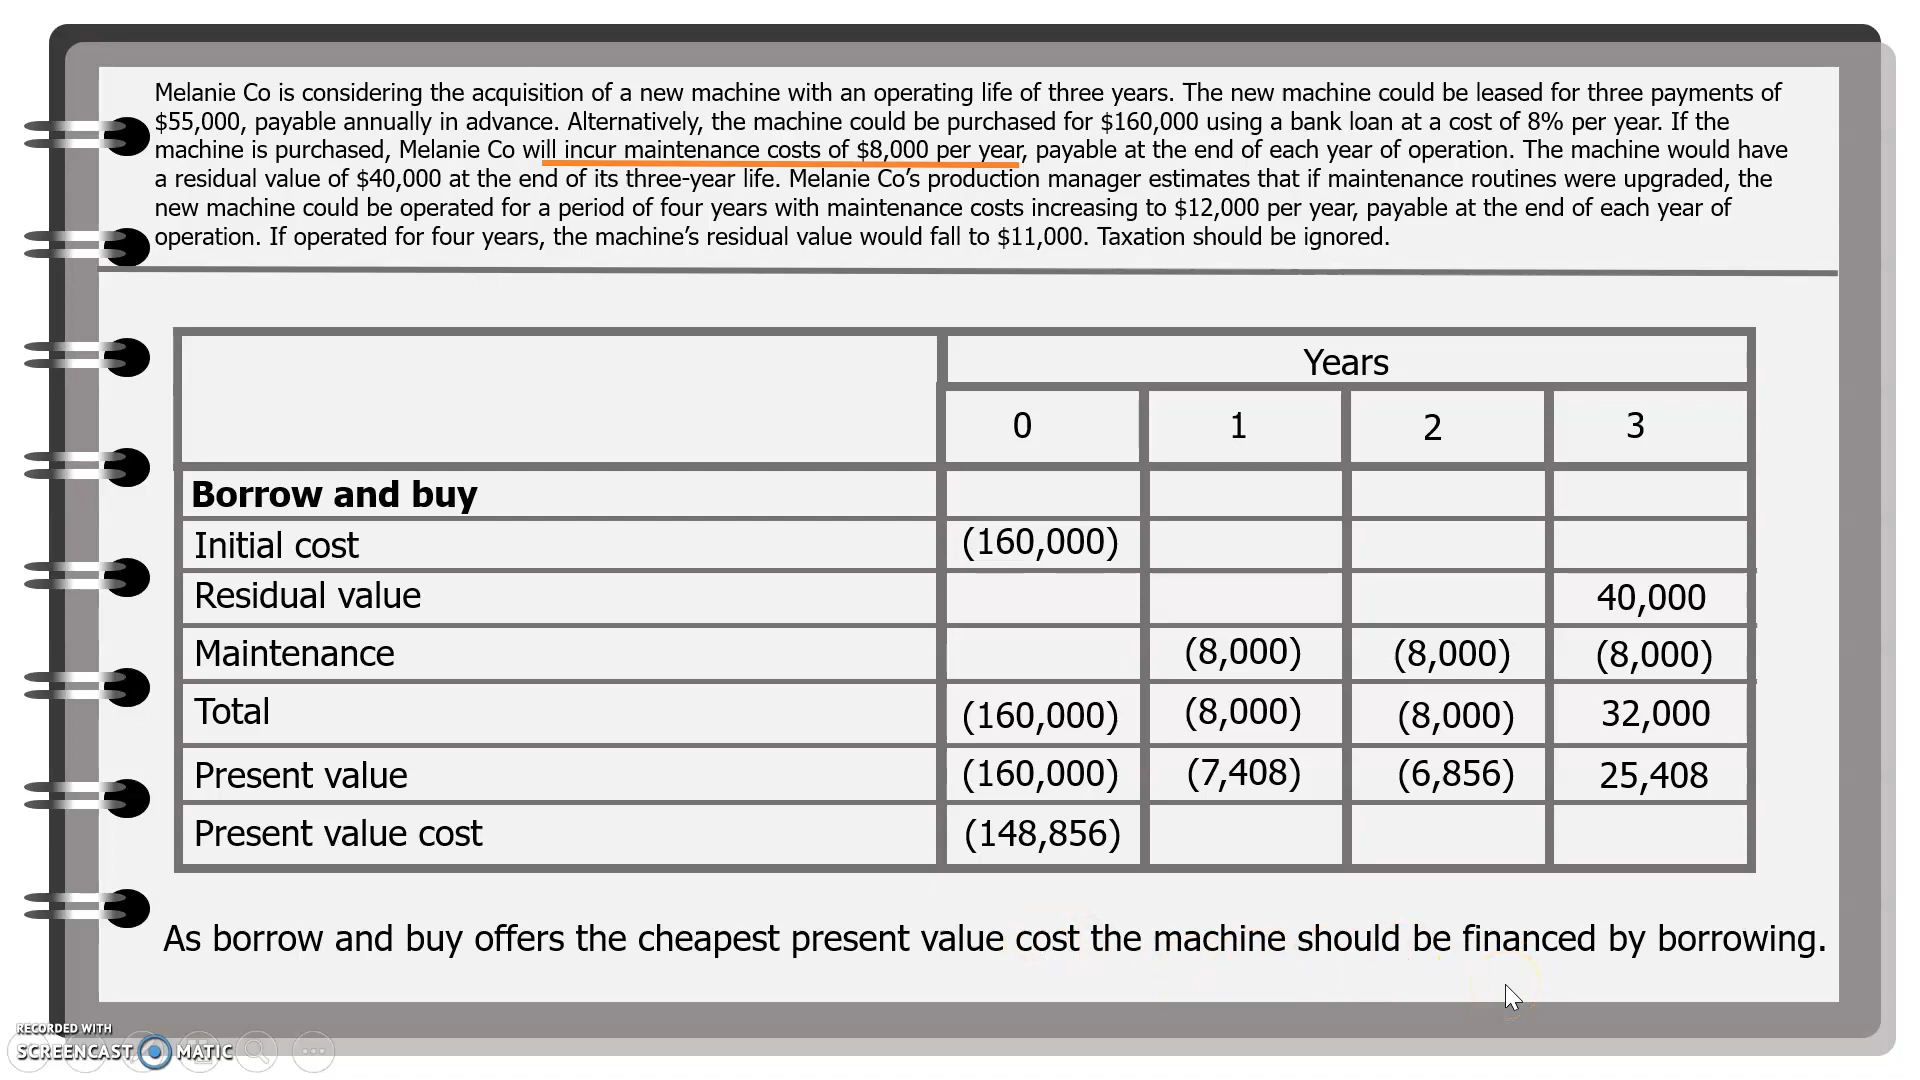 Melanie Co is considering the acquisition of a new machine with an operating life of three years. The new machine could be leased for three payments of
$55,000, payable annually in advance. Alternatively, the machine could be purchased for $160,000 using a bank loan at a cost of 8% per year. If the
machine is purchased, Melanie Co will incur maintenance costs of $8,000 per year, payable at the end of each year of operation. The machine would have
a residual value of $40,000 at the end of its three-year life. Melanie Co's production manager estimates that if maintenance routines were upgraded, the
new machine could be operated for a period of four years with maintenance costs increasing to $12,000 per year, payable at the end of each year of
operation. If operated for four years, the machine's residual value would fall to $11,000. Taxation should be ignored.
Years
0 1 2 3
Borrow and buy
Initial cost (160,000)
Residual value 40,000
Maintenance (8,000) (8,000) (8,000)
Total (160,000) (8,000) (8,000) 32,000
Present value (160,000) (7,408) (6,856) 25,408
Present value cost (148,856)
As borrow and buy offers the cheapest present value cost the machine should be financed by borrowing.
RECORDED WITH
SCREENCAST MATIC